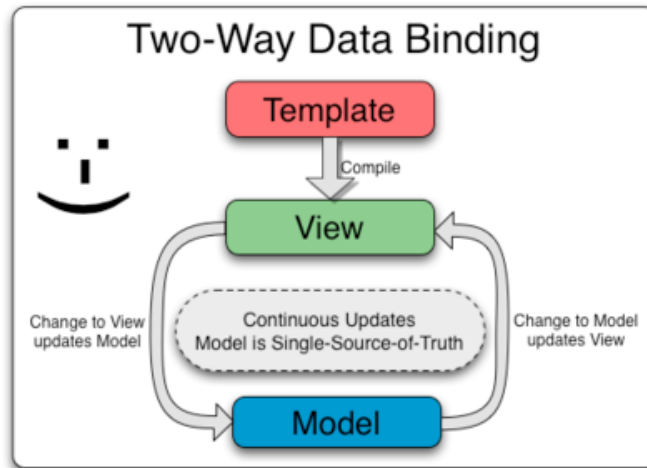 Two-Way Data Binding
Template
Compile
View
Change to View
updates Model
Continuous Updates
Model is Single-Source-of-Truth
Change to Model
updates View
Model